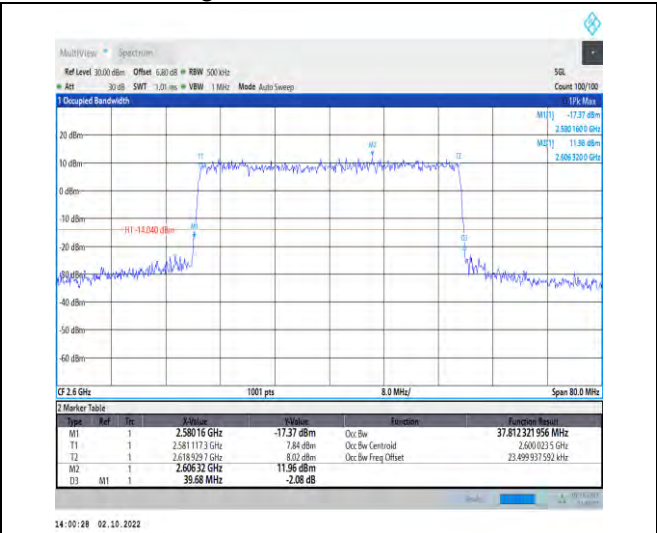 MultiView Spectrum
Ref Level 30.00 dBm Offset 6.80 dB RBW 500 kHz SGL
Att 30 dB SWT 1.01 ms VBW 1 MHz Mode Auto Sweep Count 100/100
1 Occupied Bandwidth 1Pk Max
M1[1] -17.37 dBm
2.580 1600 GHz
M2[1] 11.96 dBm
2.606 3200 GHz
20 dBm
M2
T1 T2
10 dBm
0 dBm
-10 dBm
H1 -14.040 dBm M1
D3
-20 dBm
-30 dBm
-40 dBm
-50 dBm
-60 dBm
CF 2.6 GHz 1001 pts 8.0 MHz/ Span 80.0 MHz
2 Marker Table
Type Ref Trc X-Value Y-Value Function Function Result
M1 1 2.58016 GHz -17.37 dBm Occ Bw 37.812 321 956 MHz
T1 1 2.581 117 3 GHz 7.84 dBm Occ Bw Centroid 2.600 023 5 GHz
T2 1 2.618 929 7 GHz 8.02 dBm Occ Bw Freq Offset 23.499 937 592 kHz
M2 1 2.60632 GHz 11.96 dBm
D3 M1 1 39.68 MHz -2.08 dB
14:00:28 02.10.2022